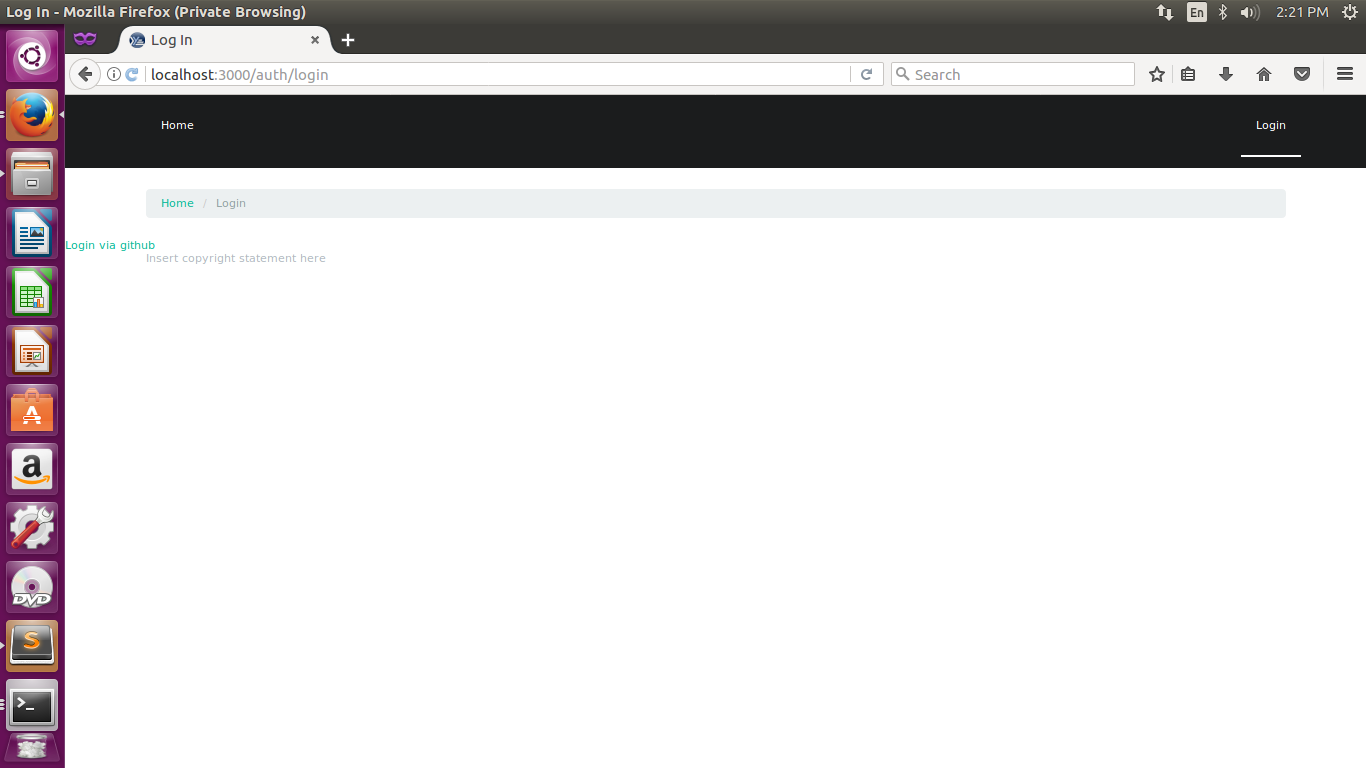 Log In - Mozilla Firefox (Private Browsing)
En
2:21 PM
Log In
localhost:3000/auth/login
Search
Home
Login
Home / Login
Login via github
Insert copyright statement here
A
a
DVD
S
>_